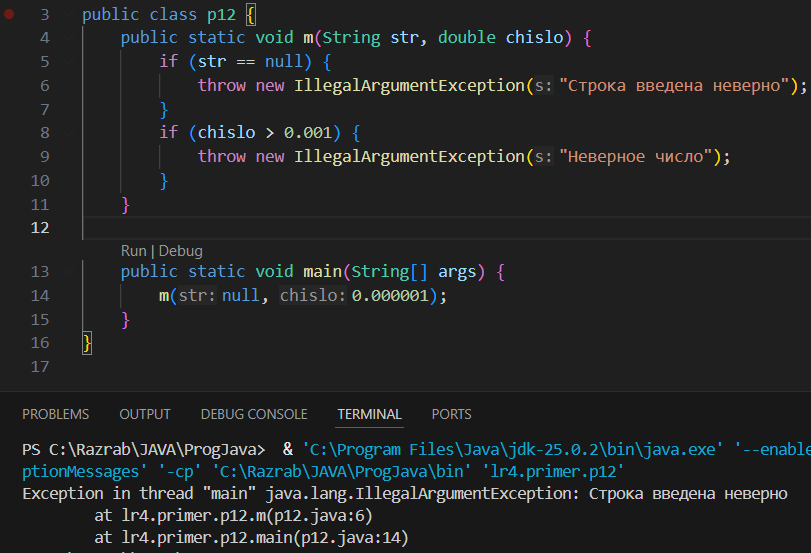 3 public class p12 {
4 public static void m(String str, double chislo) {
5 if (str == null) {
6 throw new IllegalArgumentException(s: "Строка введена неверно");
7 }
8 if (chislo > 0.001) {
9 throw new IllegalArgumentException(s: "Неверное число");
10 }
11 }
12
Run | Debug
13 public static void main(String[] args) {
14 m(str: null, chislo: 0.000001);
15 }
16 }
17
PROBLEMS OUTPUT DEBUG CONSOLE TERMINAL PORTS
PS C:\Razrab\JAVA\ProgJava> & 'C:\Program Files\Java\jdk-25.0.2\bin\java.exe' '--enable
ptionMessages' '-cp' 'C:\Razrab\JAVA\ProgJava\bin' 'lr4.primer.p12'
Exception in thread "main" java.lang.IllegalArgumentException: Строка введена неверно
at lr4.primer.p12.m(p12.java:6)
at lr4.primer.p12.main(p12.java:14)